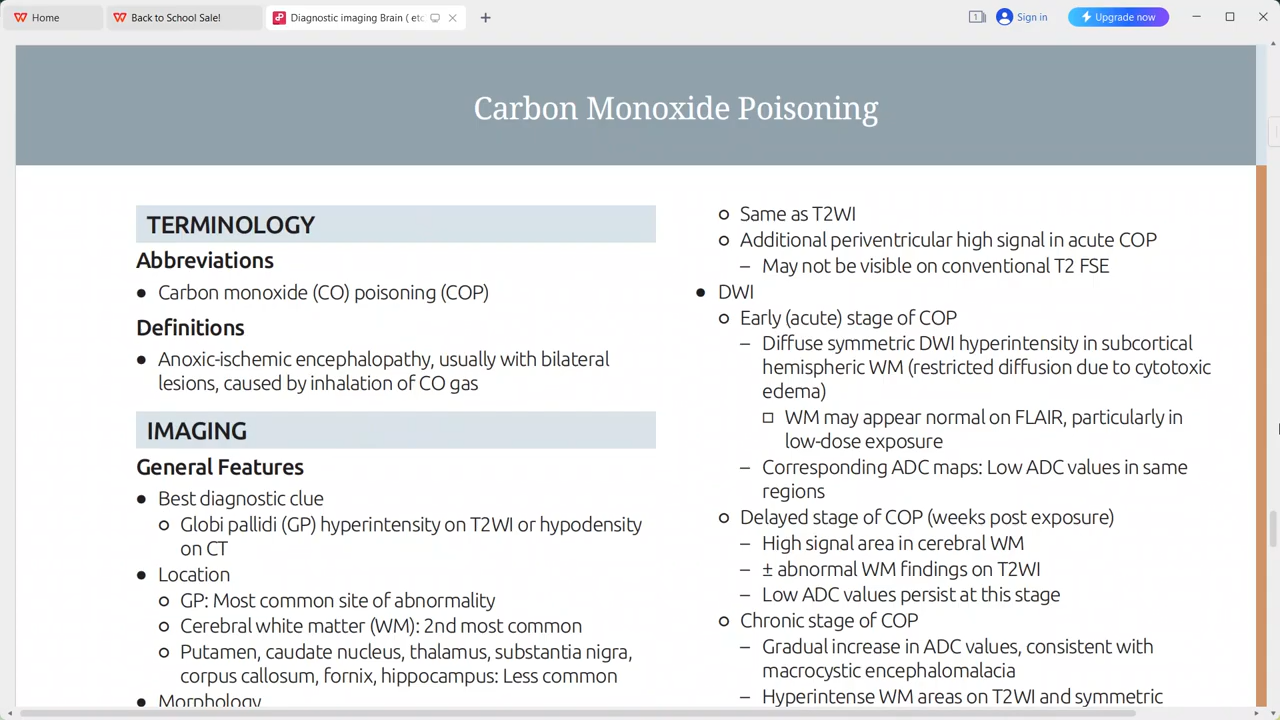 Home
Back to School Sale!
Diagnostic imaging Brain ( etc
1
Sign in
Upgrade now
Carbon Monoxide Poisoning
TERMINOLOGY
Abbreviations
● Carbon monoxide (CO) poisoning (COP)
Definitions
● Anoxic-ischemic encephalopathy, usually with bilateral
lesions, caused by inhalation of CO gas
IMAGING
General Features
● Best diagnostic clue
○ Globi pallidi (GP) hyperintensity on T2WI or hypodensity
on CT
● Location
○ GP: Most common site of abnormality
○ Cerebral white matter (WM): 2nd most common
○ Putamen, caudate nucleus, thalamus, substantia nigra,
corpus callosum, fornix, hippocampus: Less common
● Morphology
○ Same as T2WI
○ Additional periventricular high signal in acute COP
– May not be visible on conventional T2 FSE
● DWI
○ Early (acute) stage of COP
– Diffuse symmetric DWI hyperintensity in subcortical
hemispheric WM (restricted diffusion due to cytotoxic
edema)
□ WM may appear normal on FLAIR, particularly in
low-dose exposure
– Corresponding ADC maps: Low ADC values in same
regions
○ Delayed stage of COP (weeks post exposure)
– High signal area in cerebral WM
– ± abnormal WM findings on T2WI
– Low ADC values persist at this stage
○ Chronic stage of COP
– Gradual increase in ADC values, consistent with
macrocystic encephalomalacia
– Hyperintense WM areas on T2WI and symmetric